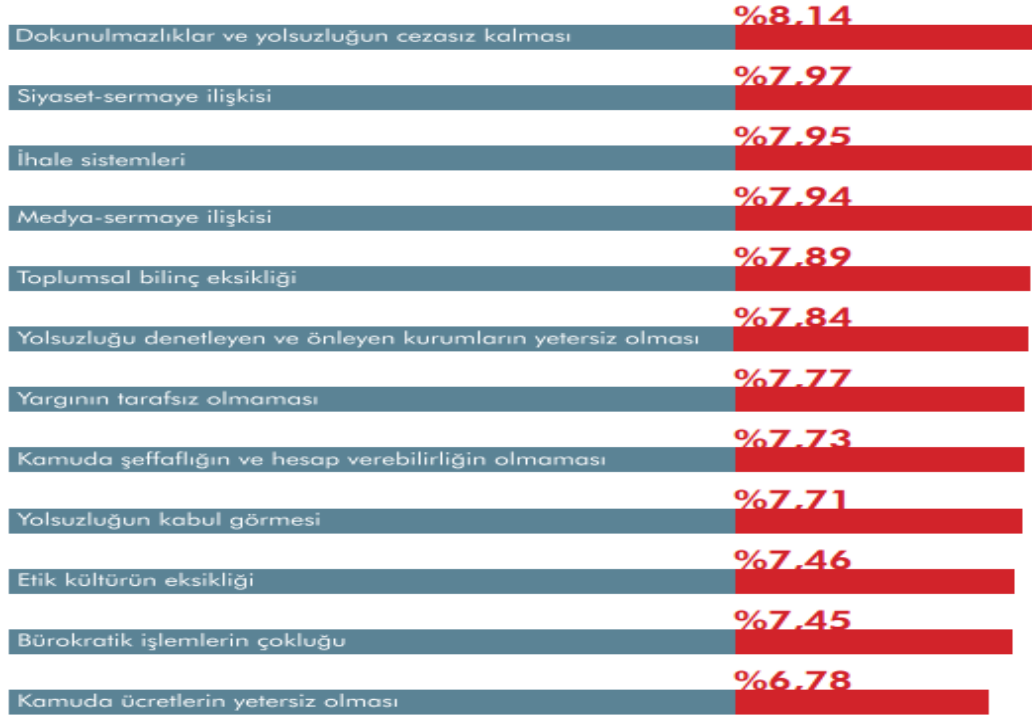 %8,14
Dokunulmazlıklar ve yolsuzluğun cezasız kalması
%7,97
Siyaset-sermaye ilişkisi
%7,95
İhale sistemleri
%7,94
Medya-sermaye ilişkisi
%7,89
Toplumsal bilinç eksikliği
%7,84
Yolsuzluğu denetleyen ve önleyen kurumların yetersiz olması
%7,77
Yargının tarafsız olmaması
%7,73
Kamuda şeffaflığın ve hesap verebilirliğin olmaması
%7,71
Yolsuzluğun kabul görmesi
%7,46
Etik kültürün eksikliği
%7,45
Bürokratik işlemlerin çokluğu
%6,78
Kamuda ücretlerin yetersiz olması